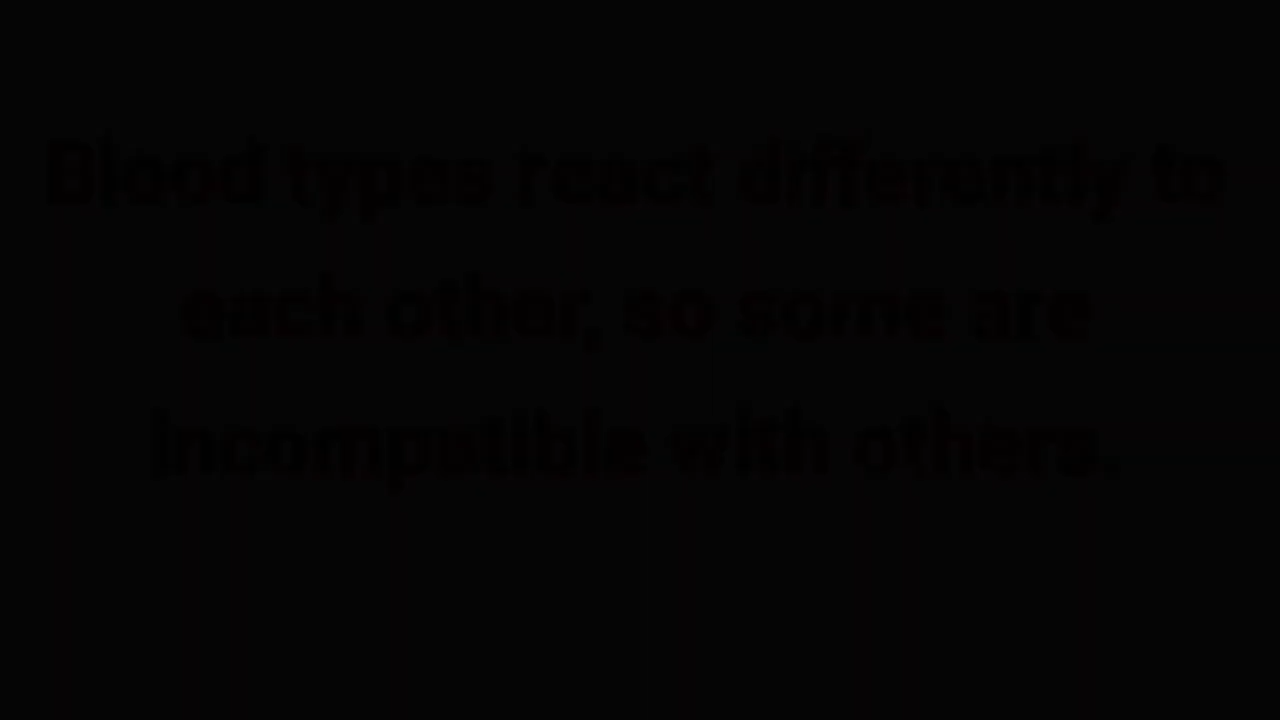 Blood types react differently to
each other, so some are
incompatible with others.